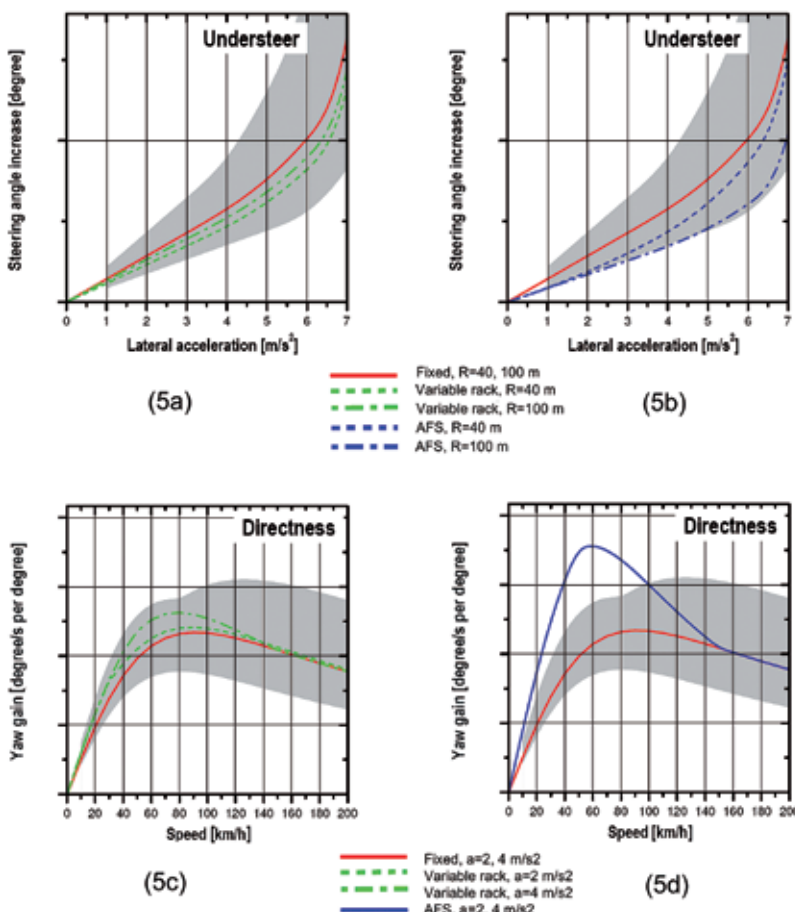 Understeer
Steering angle increase [degree]
0 1 2 3 4 5 6 7
Lateral acceleration [m/s²]
(5a)
Understeer
Steering angle increase [degree]
0 1 2 3 4 5 6 7
Lateral acceleration [m/s²]
(5b)
Fixed, R=40, 100 m
Variable rack, R=40 m
Variable rack, R=100 m
AFS, R=40 m
AFS, R=100 m
Directness
Yaw gain [degree/s per degree]
0 20 40 60 80 100 120 140 160 180 200
Speed [km/h]
(5c)
Directness
Yaw gain [degree/s per degree]
0 20 40 60 80 100 120 140 160 180 200
Speed [km/h]
(5d)
Fixed, a=2, 4 m/s2
Variable rack, a=2 m/s2
Variable rack, a=4 m/s2
AFS, a=2, 4 m/s2